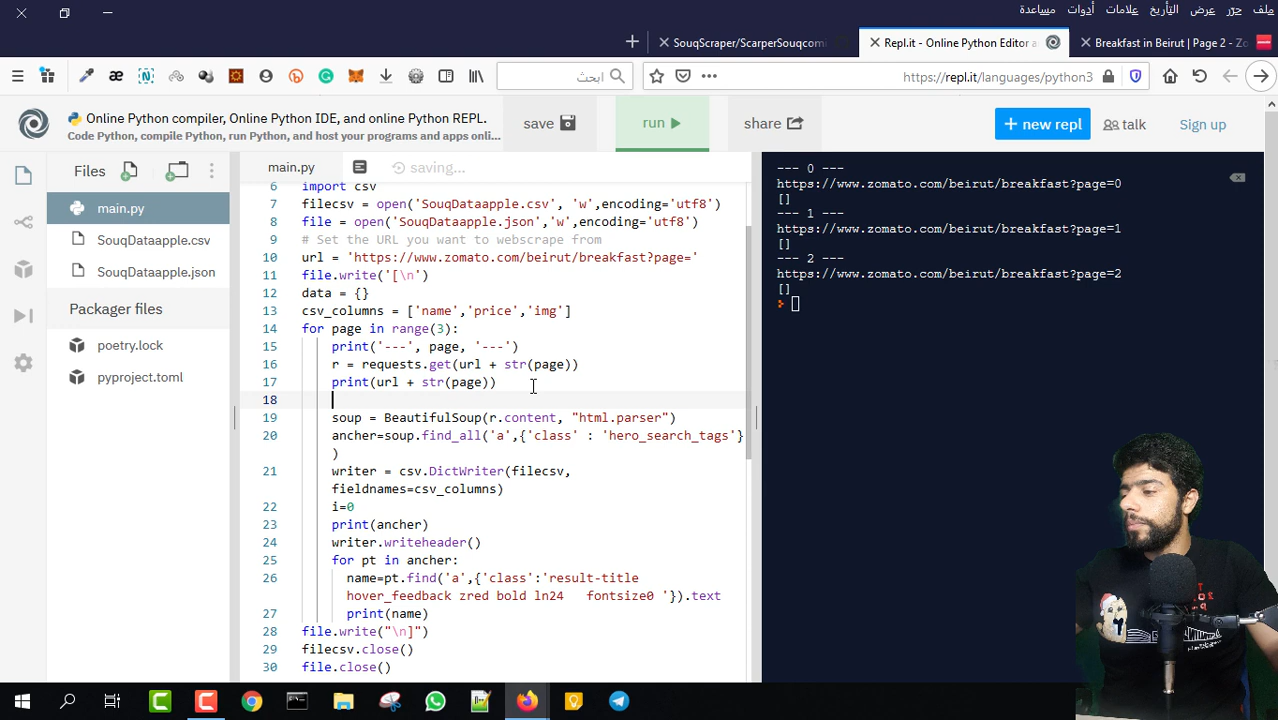 ملف حرّر عرض التأريخ علامات أدوات مساعدة
SouqScraper/ScarperSouqcomi
Repl.it - Online Python Editor a
Breakfast in Beirut | Page 2 - Zo
ابحث
https://repl.it/languages/python3
Online Python compiler, Online Python IDE, and online Python REPL.
Code Python, compile Python, run Python, and host your programs and apps onli...
save
run
share
+ new repl
talk
Sign up
Files
main.py
SouqDataapple.csv
SouqDataapple.json
Packager files
poetry.lock
pyproject.toml
main.py
saving...
6 import csv
7 filecsv = open('SouqDataapple.csv', 'w',encoding='utf8')
8 file = open('SouqDataapple.json','w',encoding='utf8')
9 # Set the URL you want to webscrape from
10 url = 'https://www.zomato.com/beirut/breakfast?page='
11 file.write('[\n')
12 data = {}
13 csv_columns = ['name','price','img']
14 for page in range(3):
15 print('---', page, '---')
16 r = requests.get(url + str(page))
17 print(url + str(page))
18
19 soup = BeautifulSoup(r.content, "html.parser")
20 ancher=soup.find_all('a',{'class' : 'hero_search_tags'}
)
21 writer = csv.DictWriter(filecsv,
fieldnames=csv_columns)
22 i=0
23 print(ancher)
24 writer.writeheader()
25 for pt in ancher:
26 name=pt.find('a',{'class':'result-title
hover_feedback zred bold ln24   fontsize0 '}).text
27 print(name)
28 file.write("\n]")
29 filecsv.close()
30 file.close()
--- 0 ---
https://www.zomato.com/beirut/breakfast?page=0
[]
--- 1 ---
https://www.zomato.com/beirut/breakfast?page=1
[]
--- 2 ---
https://www.zomato.com/beirut/breakfast?page=2
[]